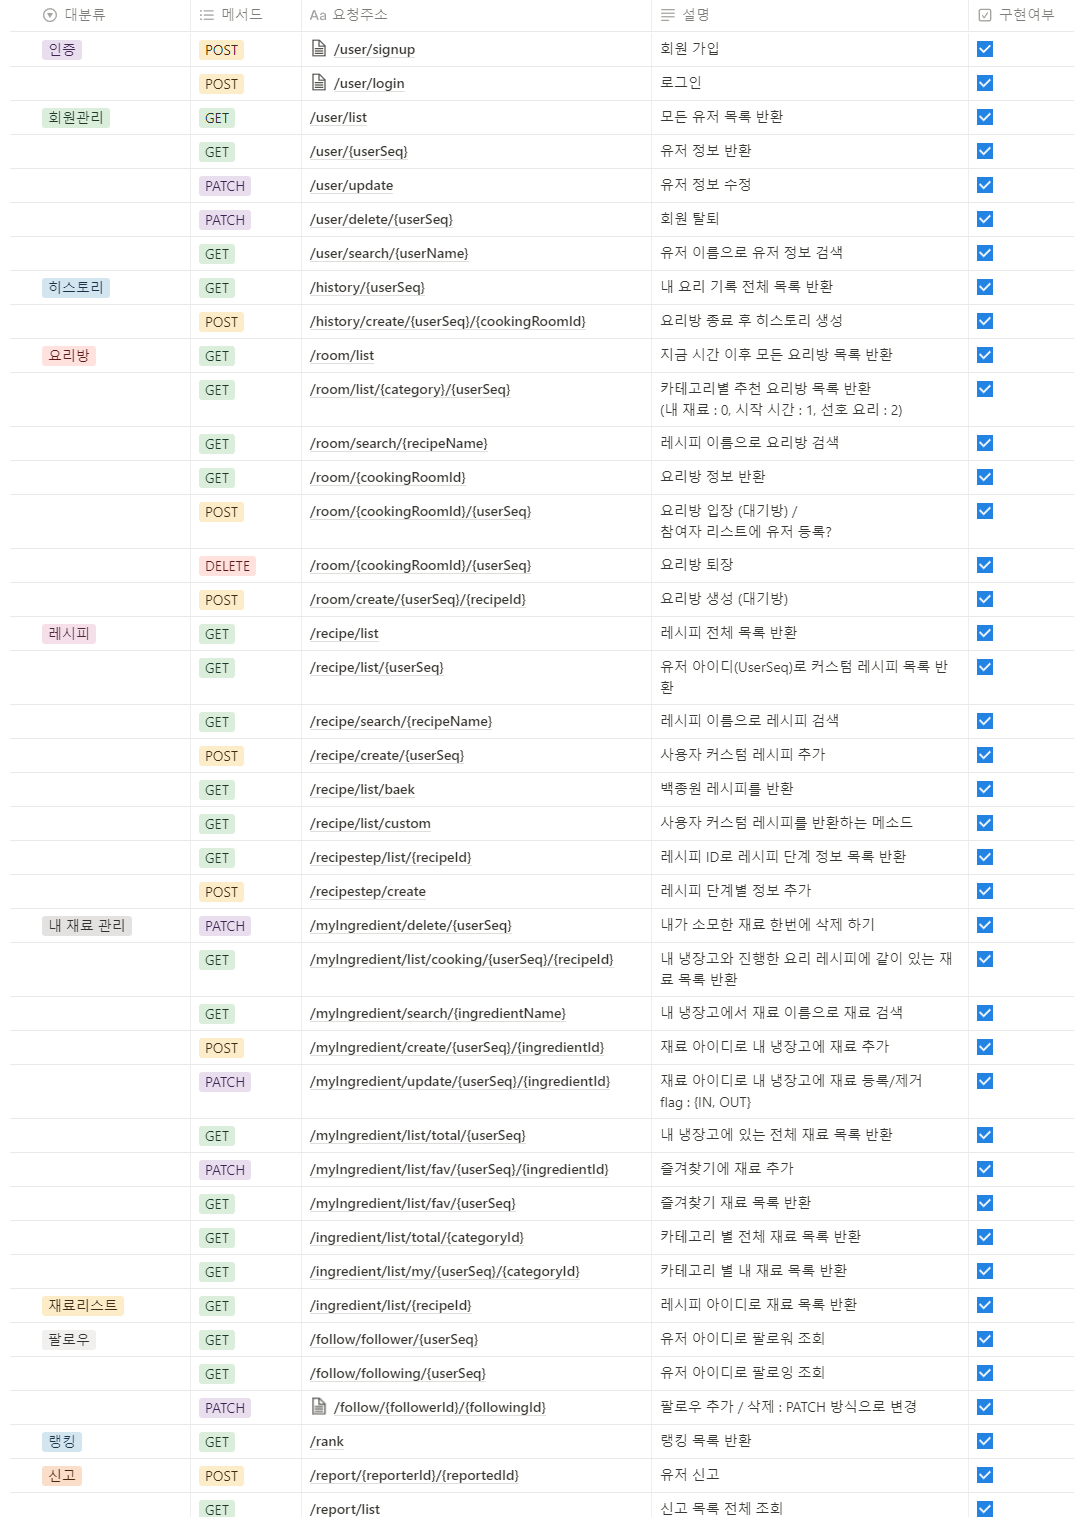 대분류 메서드 Aa 요청주소 설명 구현여부
인증 POST /user/signup 회원 가입
POST /user/login 로그인
회원관리 GET /user/list 모든 유저 목록 반환
GET /user/{userSeq} 유저 정보 반환
PATCH /user/update 유저 정보 수정
PATCH /user/delete/{userSeq} 회원 탈퇴
GET /user/search/{userName} 유저 이름으로 유저 정보 검색
히스토리 GET /history/{userSeq} 내 요리 기록 전체 목록 반환
POST /history/create/{userSeq}/{cookingRoomId} 요리방 종료 후 히스토리 생성
요리방 GET /room/list 지금 시간 이후 모든 요리방 목록 반환
GET /room/list/{category}/{userSeq} 카테고리별 추천 요리방 목록 반환
(내 재료 : 0, 시작 시간 : 1, 선호 요리 : 2)
GET /room/search/{recipeName} 레시피 이름으로 요리방 검색
GET /room/{cookingRoomId} 요리방 정보 반환
POST /room/{cookingRoomId}/{userSeq} 요리방 입장 (대기방) /
참여자 리스트에 유저 등록?
DELETE /room/{cookingRoomId}/{userSeq} 요리방 퇴장
POST /room/create/{userSeq}/{recipeId} 요리방 생성 (대기방)
레시피 GET /recipe/list 레시피 전체 목록 반환
GET /recipe/list/{userSeq} 유저 아이디(UserSeq)로 커스텀 레시피 목록 반
환
GET /recipe/search/{recipeName} 레시피 이름으로 레시피 검색
POST /recipe/create/{userSeq} 사용자 커스텀 레시피 추가
GET /recipe/list/baek 백종원 레시피를 반환
GET /recipe/list/custom 사용자 커스텀 레시피를 반환하는 메소드
GET /recipestep/list/{recipeId} 레시피 ID로 레시피 단계 정보 목록 반환
POST /recipestep/create 레시피 단계별 정보 추가
내 재료 관리 PATCH /myIngredient/delete/{userSeq} 내가 소모한 재료 한번에 삭제 하기
GET /myIngredient/list/cooking/{userSeq}/{recipeId} 내 냉장고와 진행한 요리 레시피에 같이 있는 재
료 목록 반환
GET /myIngredient/search/{ingredientName} 내 냉장고에서 재료 이름으로 재료 검색
POST /myIngredient/create/{userSeq}/{ingredientId} 재료 아이디로 내 냉장고에 재료 추가
PATCH /myIngredient/update/{userSeq}/{ingredientId} 재료 아이디로 내 냉장고에 재료 등록/제거
flag : {IN, OUT}
GET /myIngredient/list/total/{userSeq} 내 냉장고에 있는 전체 재료 목록 반환
PATCH /myIngredient/list/fav/{userSeq}/{ingredientId} 즐겨찾기에 재료 추가
GET /myIngredient/list/fav/{userSeq} 즐겨찾기 재료 목록 반환
GET /ingredient/list/total/{categoryId} 카테고리 별 전체 재료 목록 반환
GET /ingredient/list/my/{userSeq}/{categoryId} 카테고리 별 내 재료 목록 반환
재료리스트 GET /ingredient/list/{recipeId} 레시피 아이디로 재료 목록 반환
팔로우 GET /follow/follower/{userSeq} 유저 아이디로 팔로워 조회
GET /follow/following/{userSeq} 유저 아이디로 팔로잉 조회
PATCH /follow/{followerId}/{followingId} 팔로우 추가 / 삭제 : PATCH 방식으로 변경
랭킹 GET /rank 랭킹 목록 반환
신고 POST /report/{reporterId}/{reportedId} 유저 신고
GET /report/list 신고 목록 전체 조회